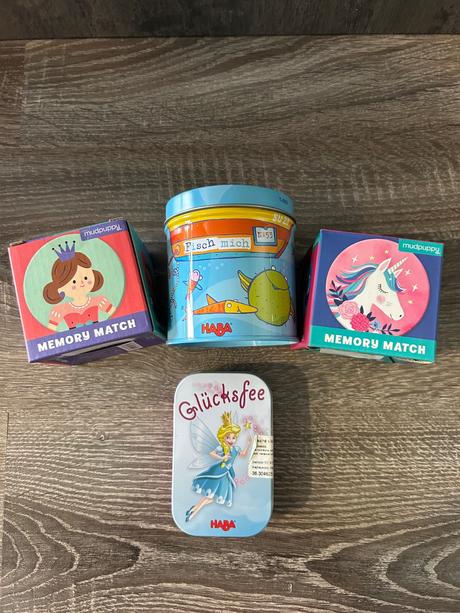 mudpuppy
MEMORY MATCH
Fisch mich
HABA
mudpuppy
MEMORY MATCH
Glücksfee
HABA